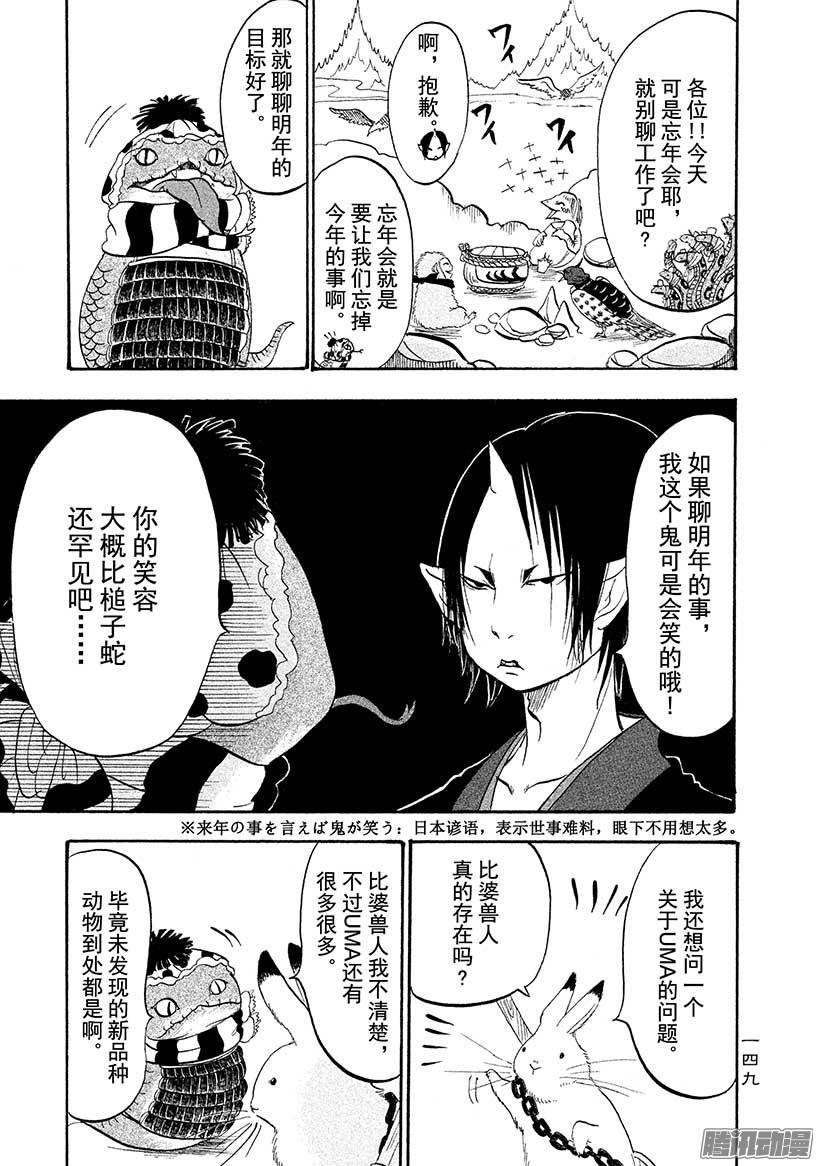 各位!!今天
可是忘年会耶，
就别聊工作了吧？
フィ
フィ
フィ
啊，抱歉。
忘年会就是
要让我们忘掉
今年的事啊。
那就聊聊明年的
目标好了。
如果聊明年的事，
我这个鬼可是会笑的哦！
你的笑容
大概比槌子蛇
还罕见吧……
※来年の事を言えば鬼が笑う：日本谚语，表示世事难料，眼下不用想太多。
我还想问一个
关于UMA的问题。
比婆兽人
真的存在吗？
比婆兽人我不清楚，
不过UMA还有
很多很多。
毕竟未发现的新品种
动物到处都是啊。
一四九
腾讯动漫